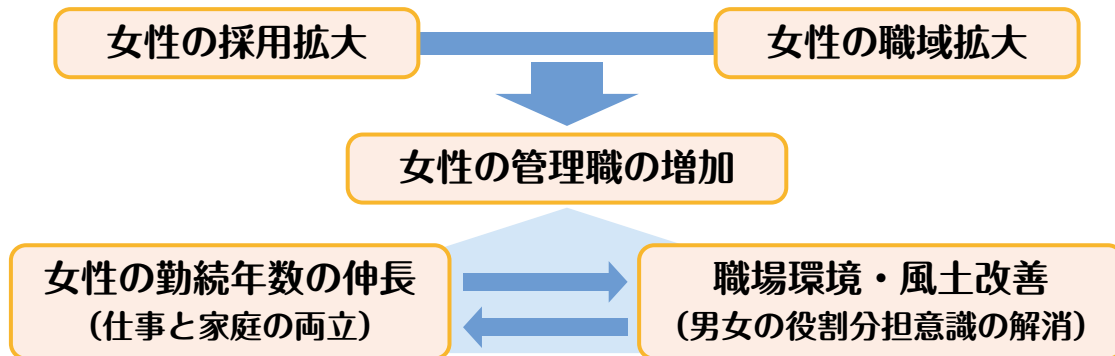 女性の採用拡大
女性の職域拡大
女性の管理職の増加
女性の勤続年数の伸長
（仕事と家庭の両立）
職場環境・風土改善
（男女の役割分担意識の解消）